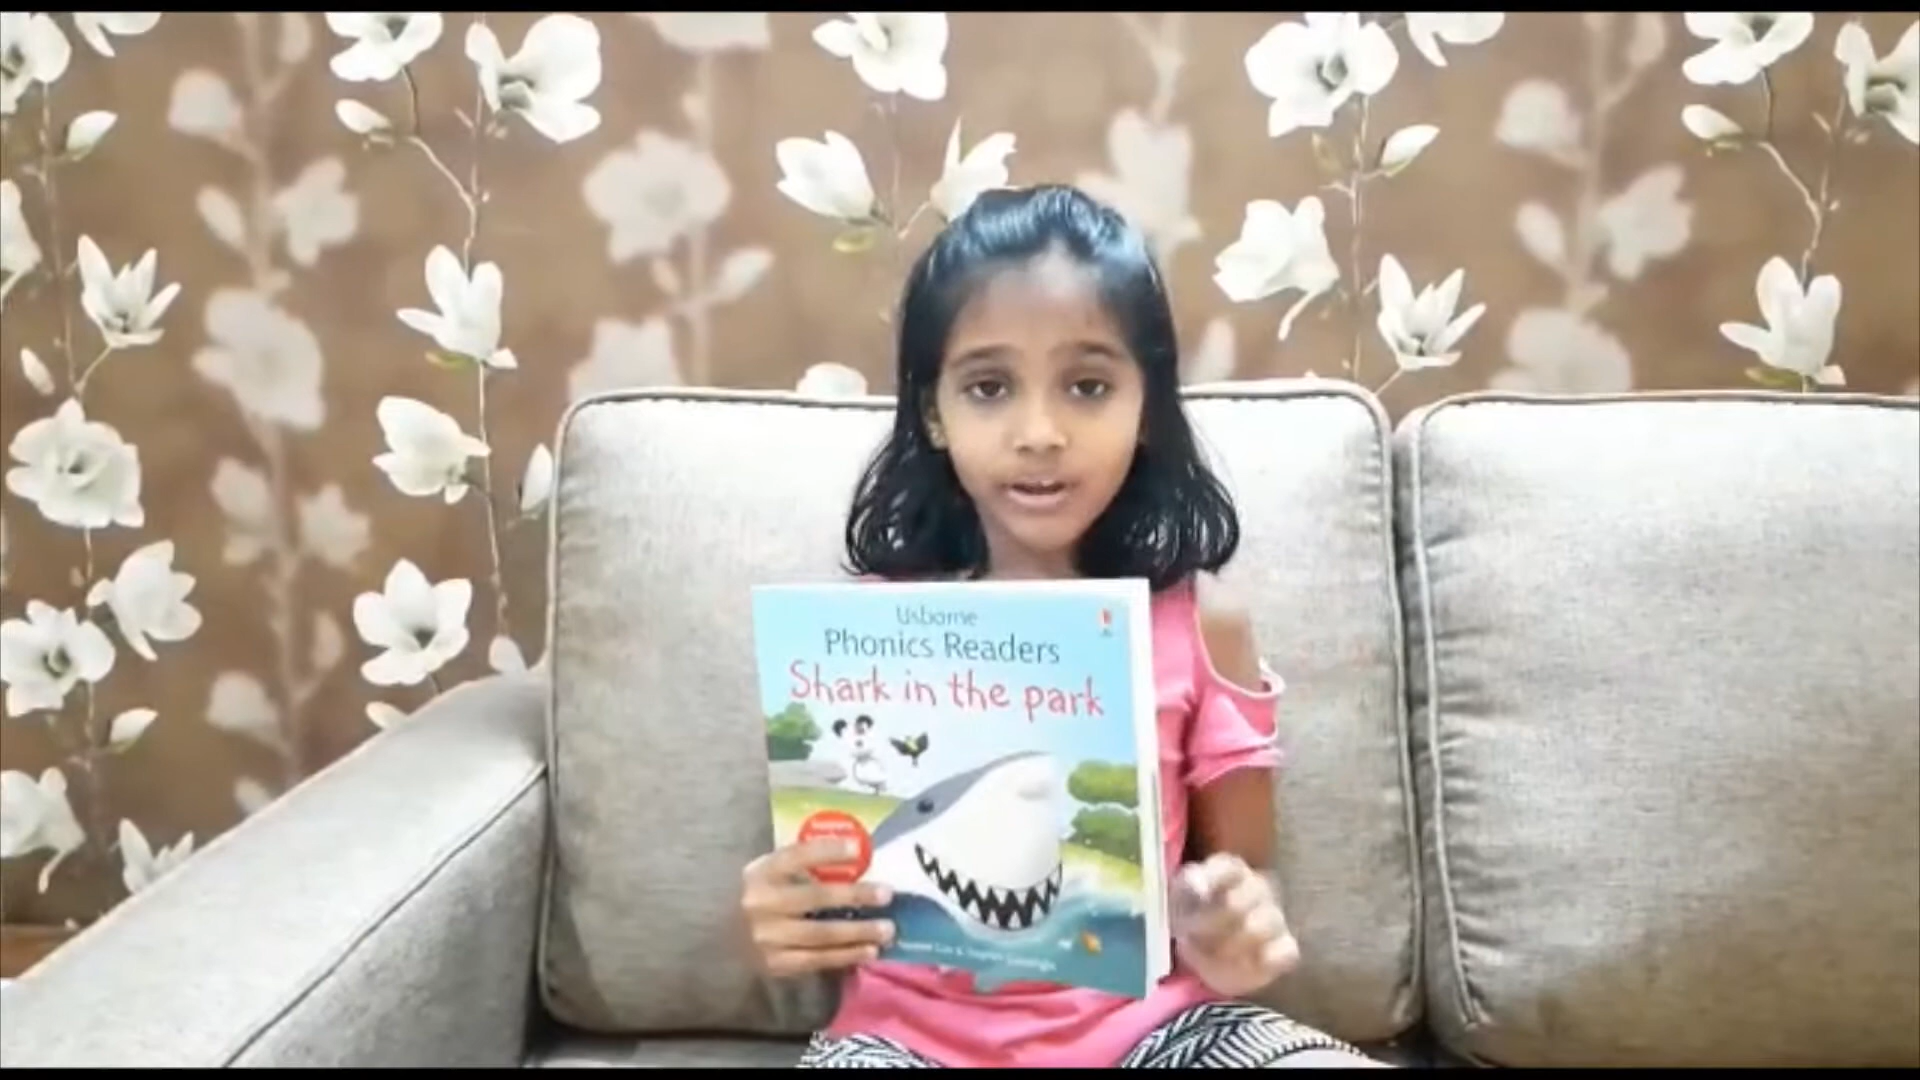 Usborne
Phonics Readers
Shark in the park